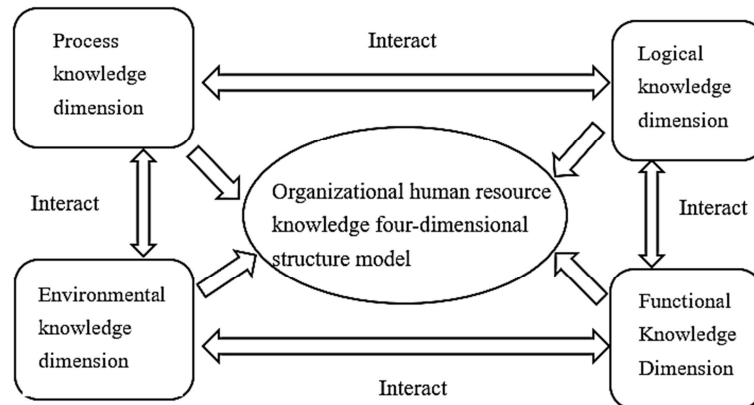 Process
knowledge
dimension
Interact
Logical
knowledge
dimension
Interact
Organizational human resource
knowledge four-dimensional
structure model
Interact
Environmental
knowledge
dimension
Functional
Knowledge
Dimension
Interact